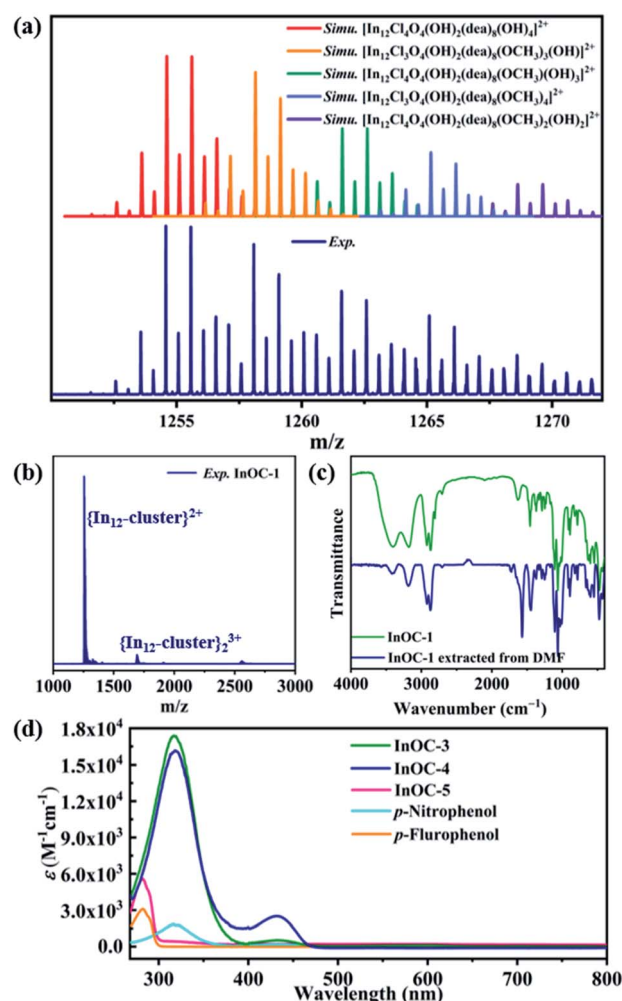 (a)
Simu. [In₁₂Cl₄O₄(OH)₂(dea)₈(OH)₄]²⁺
Simu. [In₁₂Cl₃O₄(OH)₂(dea)₈(OCH₃)₃(OH)]²⁺
Simu. [In₁₂Cl₄O₄(OH)₂(dea)₈(OCH₃)(OH)₃]²⁺
Simu. [In₁₂Cl₃O₄(OH)₂(dea)₈(OCH₃)₄]²⁺
Simu. [In₁₂Cl₄O₄(OH)₂(dea)₈(OCH₃)₂(OH)₂]²⁺
Exp.
1255 1260 1265 1270
m/z
(b)
Exp. InOC-1
{In₁₂-cluster}²⁺
{In₁₂-cluster}₂³⁺
1000 1500 2000 2500 3000
m/z
(c)
Transmittance
InOC-1
InOC-1 extracted from DMF
4000 3000 2000 1000
Wavenumber (cm⁻¹)
(d)
ε (M⁻¹cm⁻¹)
1.8x10⁴
1.5x10⁴
1.2x10⁴
9.0x10³
6.0x10³
3.0x10³
0.0
InOC-3
InOC-4
InOC-5
p-Nitrophenol
p-Flurophenol
300 400 500 600 700 800
Wavelength (nm)